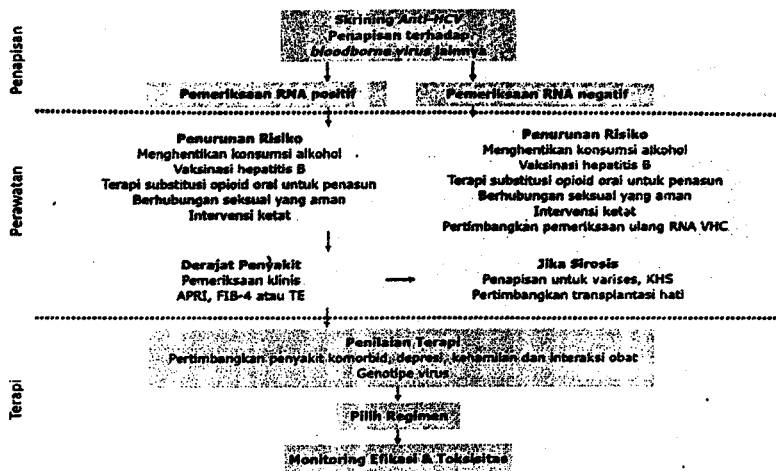 Penapisan
Skrining Anti-HCV
Penapisan terhadap
bloodborne virus lainnya
Pemeriksaan RNA positif
Pemeriksaan RNA negatif
Perawatan
Penurunan Risiko
Menghentikan konsumsi alkohol
Vaksinasi hepatitis B
Terapi substitusi opioid oral untuk penasun
Berhubungan seksual yang aman
Intervensi ketat
Penurunan Risiko
Menghentikan konsumsi alkohol
Vaksinasi hepatitis B
Terapi substitusi opioid oral untuk penasun
Berhubungan seksual yang aman
Intervensi ketat
Pertimbangkan pemeriksaan ulang RNA VHC
Derajat Penyakit
Pemeriksaan klinis
APRI, FIB-4 atau TE
Jika Sirosis
Penapisan untuk varises, KHS
Pertimbangkan transplantasi hati
Terapi
Penilaian Terapi
Pertimbangkan penyakit komorbid, depresi, kehamilan dan interaksi obat
Genotipe virus
Pilih Regimen
Monitoring Efikasi & Toksisitas